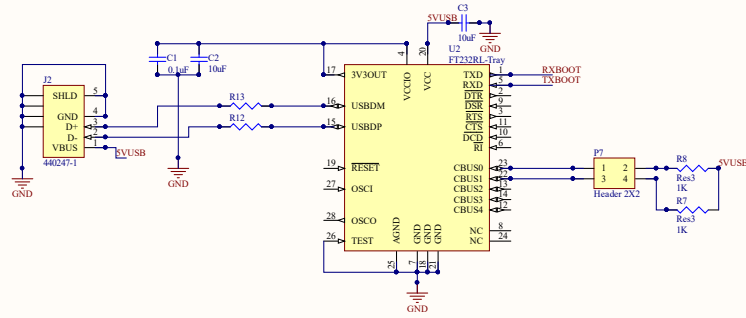 C3
5VUSB
10uF
GND
U2
FT232RL-Tray
C1
0.1uF
C2
10uF
4
20
VCCIO
VCC
17
3V3OUT
TXD
1
RXBOOT
RXD
5
TXBOOT
DTR
2
DSR
9
RTS
3
CTS
11
DCD
10
RI
6
J2
SHLD
5
GND
4
D+
3
D-
2
VBUS
1
5VUSB
440247-1
GND
R13
16
USBDM
R12
15
USBDP
GND
19
RESET
27
OSCI
28
OSCO
26
TEST
CBUS0
23
CBUS1
22
CBUS2
13
CBUS3
14
CBUS4
12
NC
8
NC
24
AGND
GND
GND
GND
25
7
18
21
GND
P7
1
2
3
4
Header 2X2
R8
Res3
1K
5VUSB
R7
Res3
1K